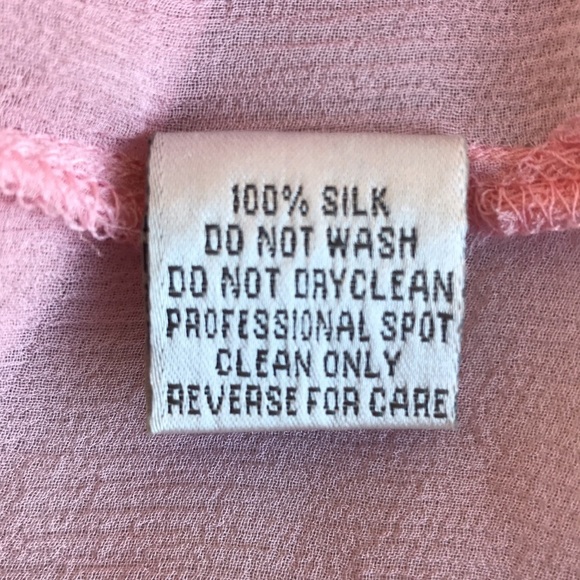 100% SILK
DO NOT WASH
DO NOT DRYCLEAN
PROFESSIONAL SPOT
CLEAN ONLY
REVERSE FOR CARE